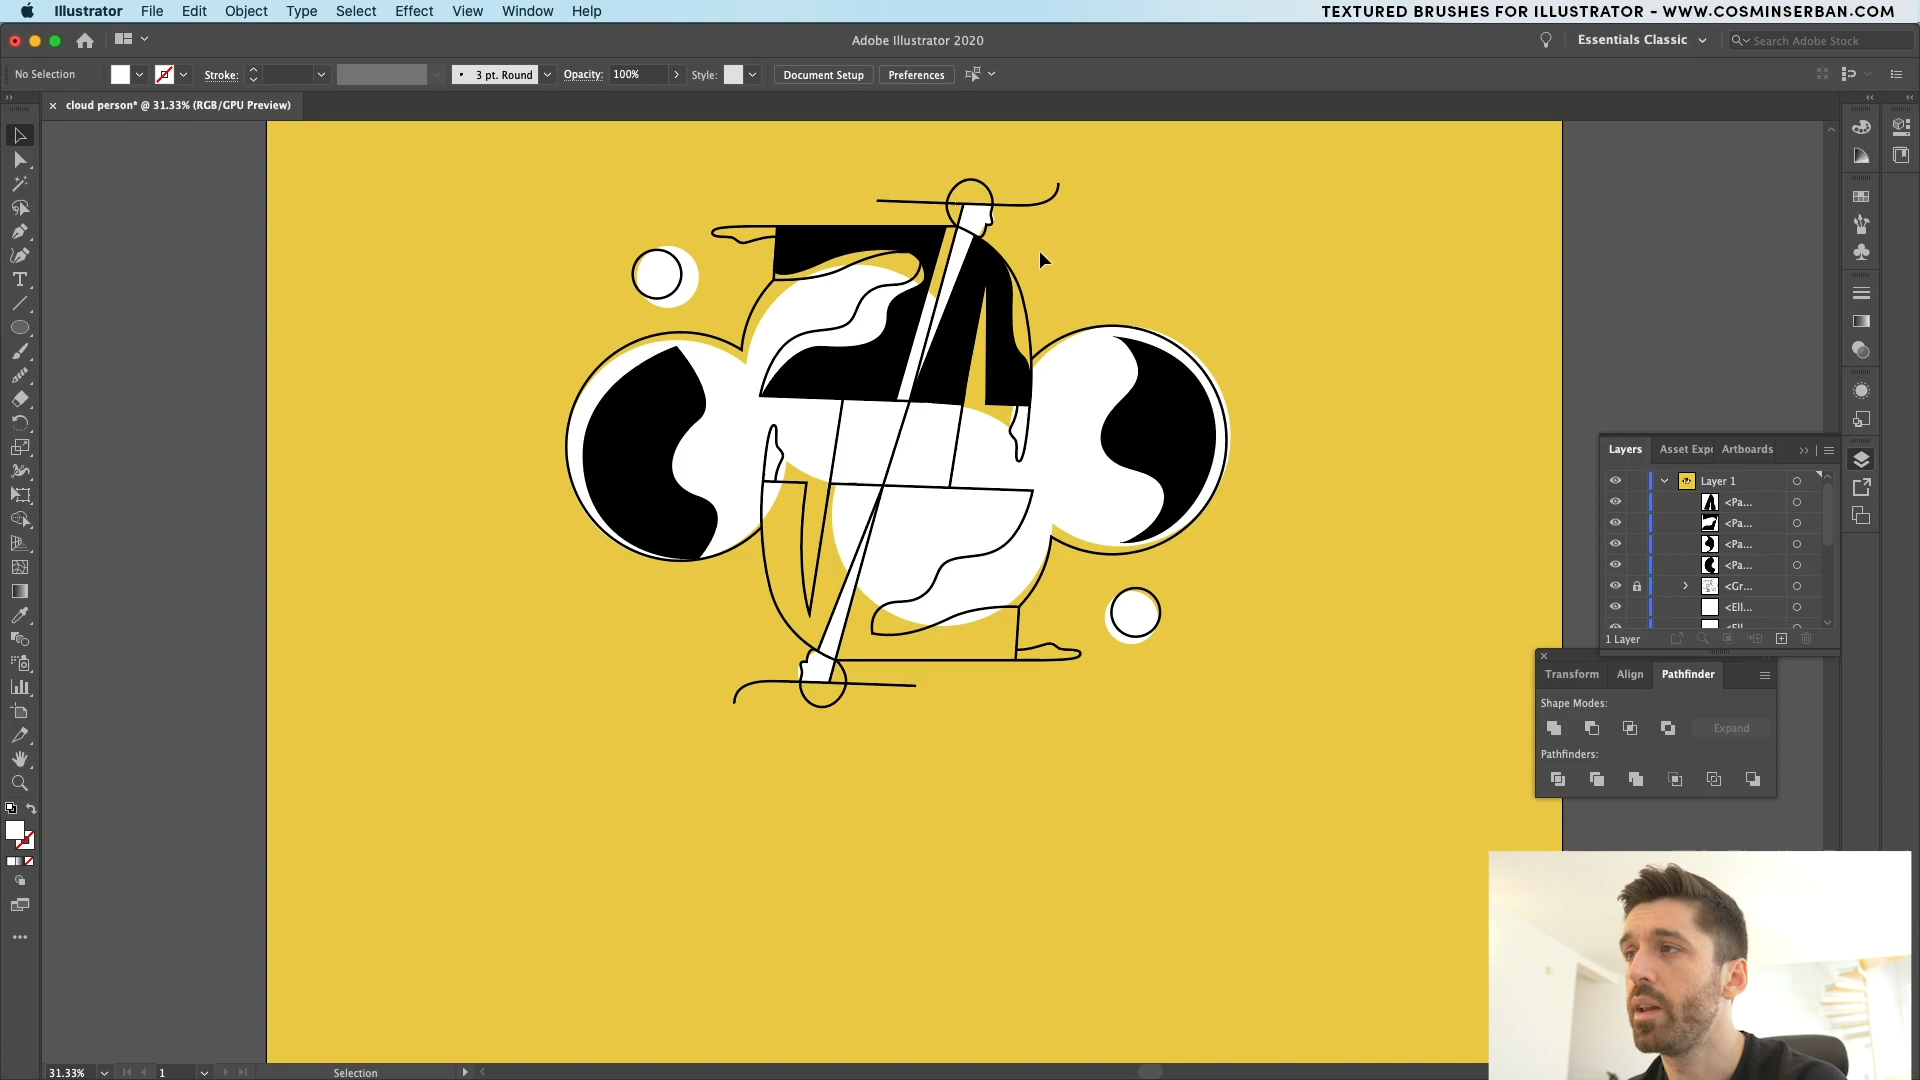 Illustrator File Edit Object Type Select Effect View Window Help
TEXTURED BRUSHES FOR ILLUSTRATOR - WWW.COSMINSERBAN.COM
Adobe Illustrator 2020
Essentials Classic
Search Adobe Stock
No Selection
Stroke:
3 pt. Round
Opacity: 100%
Style:
Document Setup
Preferences
cloud person* @ 31.33% (RGB/GPU Preview)
Layers Asset Expo Artboards
Layer 1
<Pa...
<Pa...
<Pa...
<Pa...
<Gr...
<Ell...
1 Layer
Transform Align Pathfinder
Shape Modes:
Expand
Pathfinders:
31.33%
1
Selection